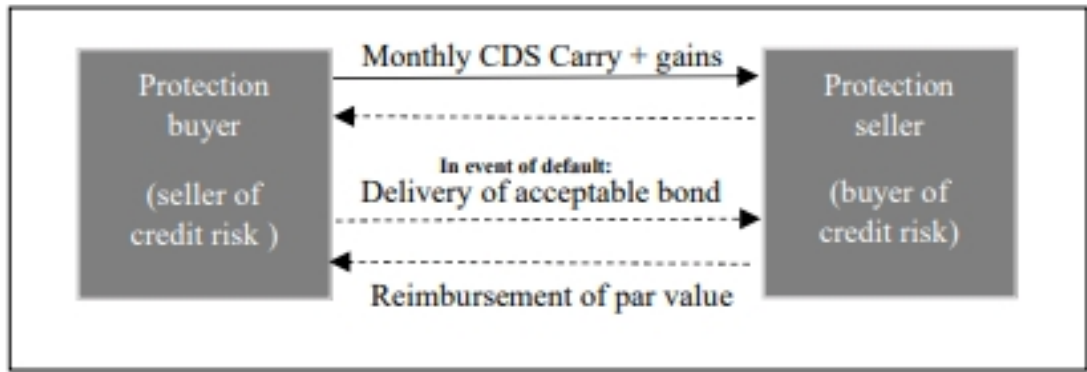 Protection
buyer
(seller of
credit risk )
Monthly CDS Carry + gains
In event of default:
Delivery of acceptable bond
Reimbursement of par value
Protection
seller
(buyer of
credit risk)